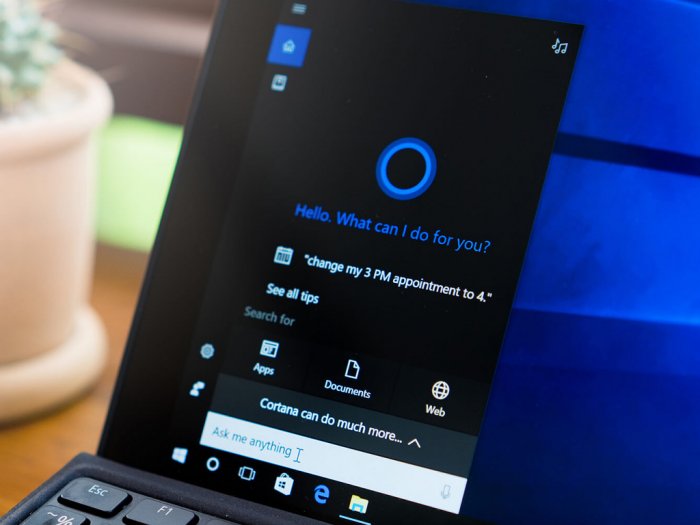 Hello. What can I do for you?
"change my 3 PM appointment to 4."
See all tips
Search for
Apps
Documents
Web
Cortana can do much more...
Ask me anything
Esc
F1
~ %